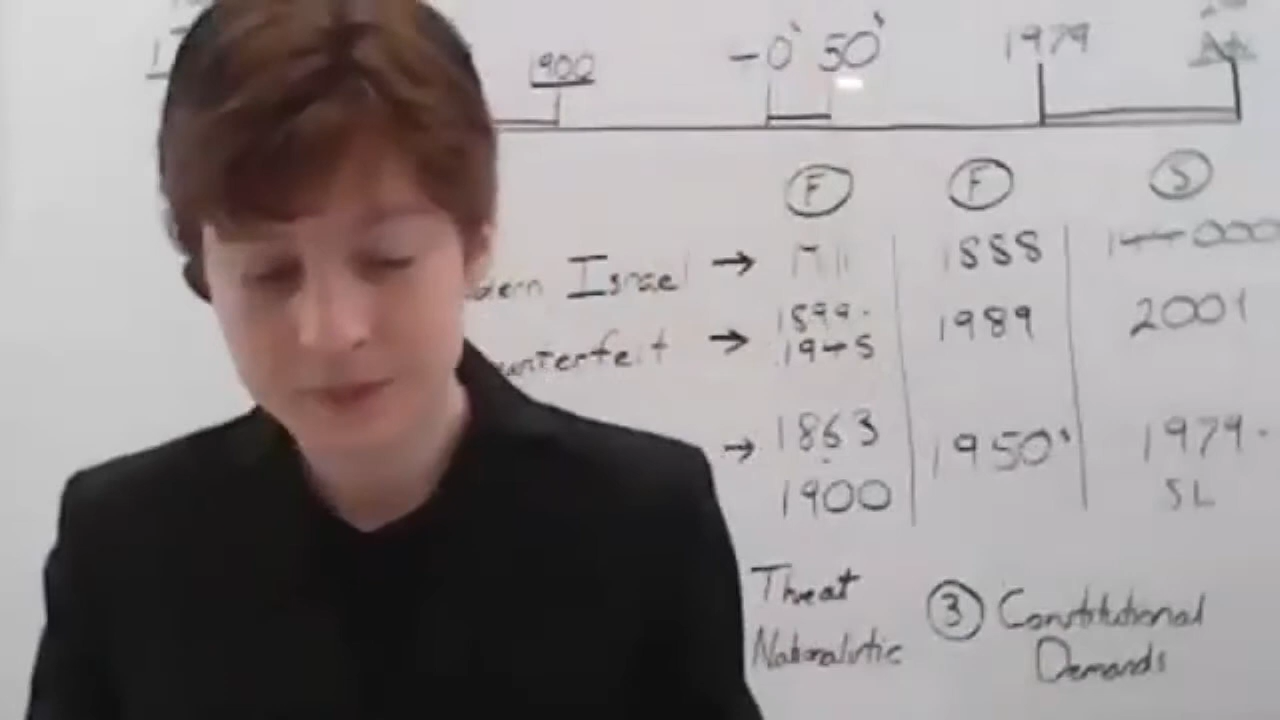 1900 -0' 50' 1979
F F S
Israel → 1888
→ 1899- 1989 2001
1945
→ 1863 1950' 1979-
1900 SL
Threat ③ Constitutional
Nationalistic Demands